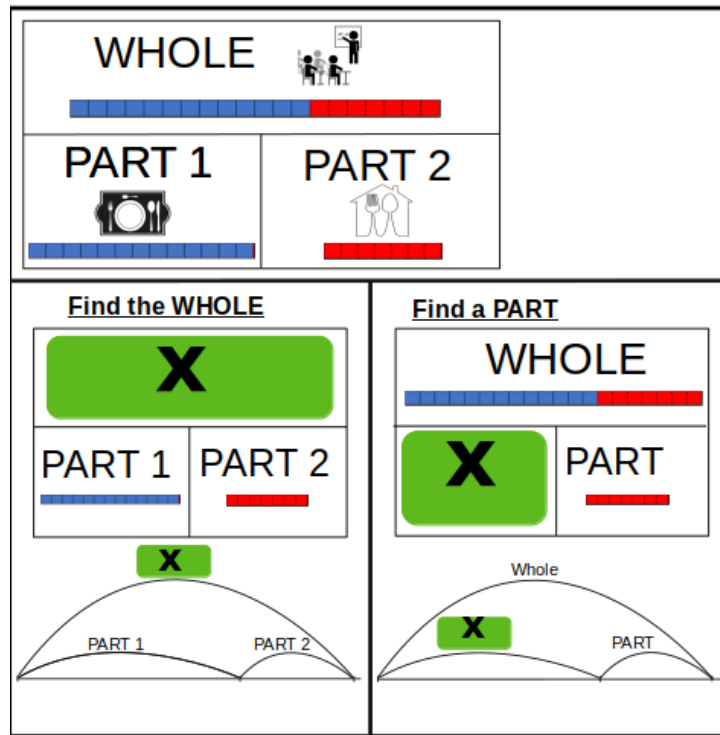 WHOLE
PART 1
PART 2
Find the WHOLE
X
PART 1
PART 2
X
PART 1
PART 2
Find a PART
WHOLE
X
PART
Whole
X
PART